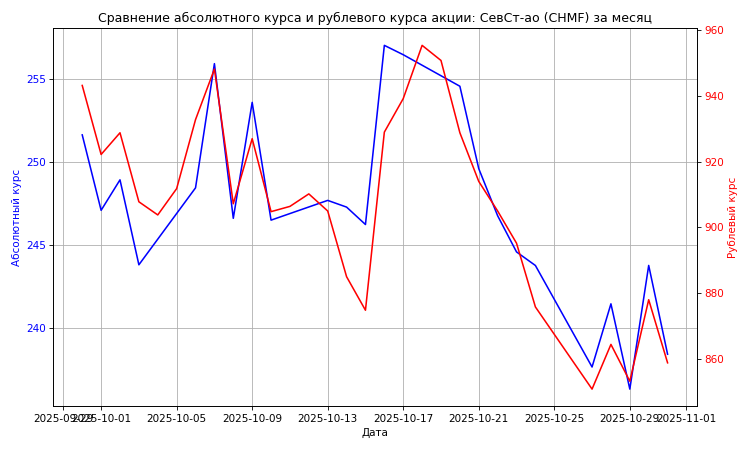 Сравнение абсолютного курса и рублевого курса акции: СевСт-ао (CHMF) за месяц
Абсолютный курс
255
250
245
240
960
940
920
900
880
860
Рублевый курс
2025-09-29 2025-10-01 2025-10-05 2025-10-09 2025-10-13 2025-10-17 2025-10-21 2025-10-25 2025-10-29 2025-11-01
Дата